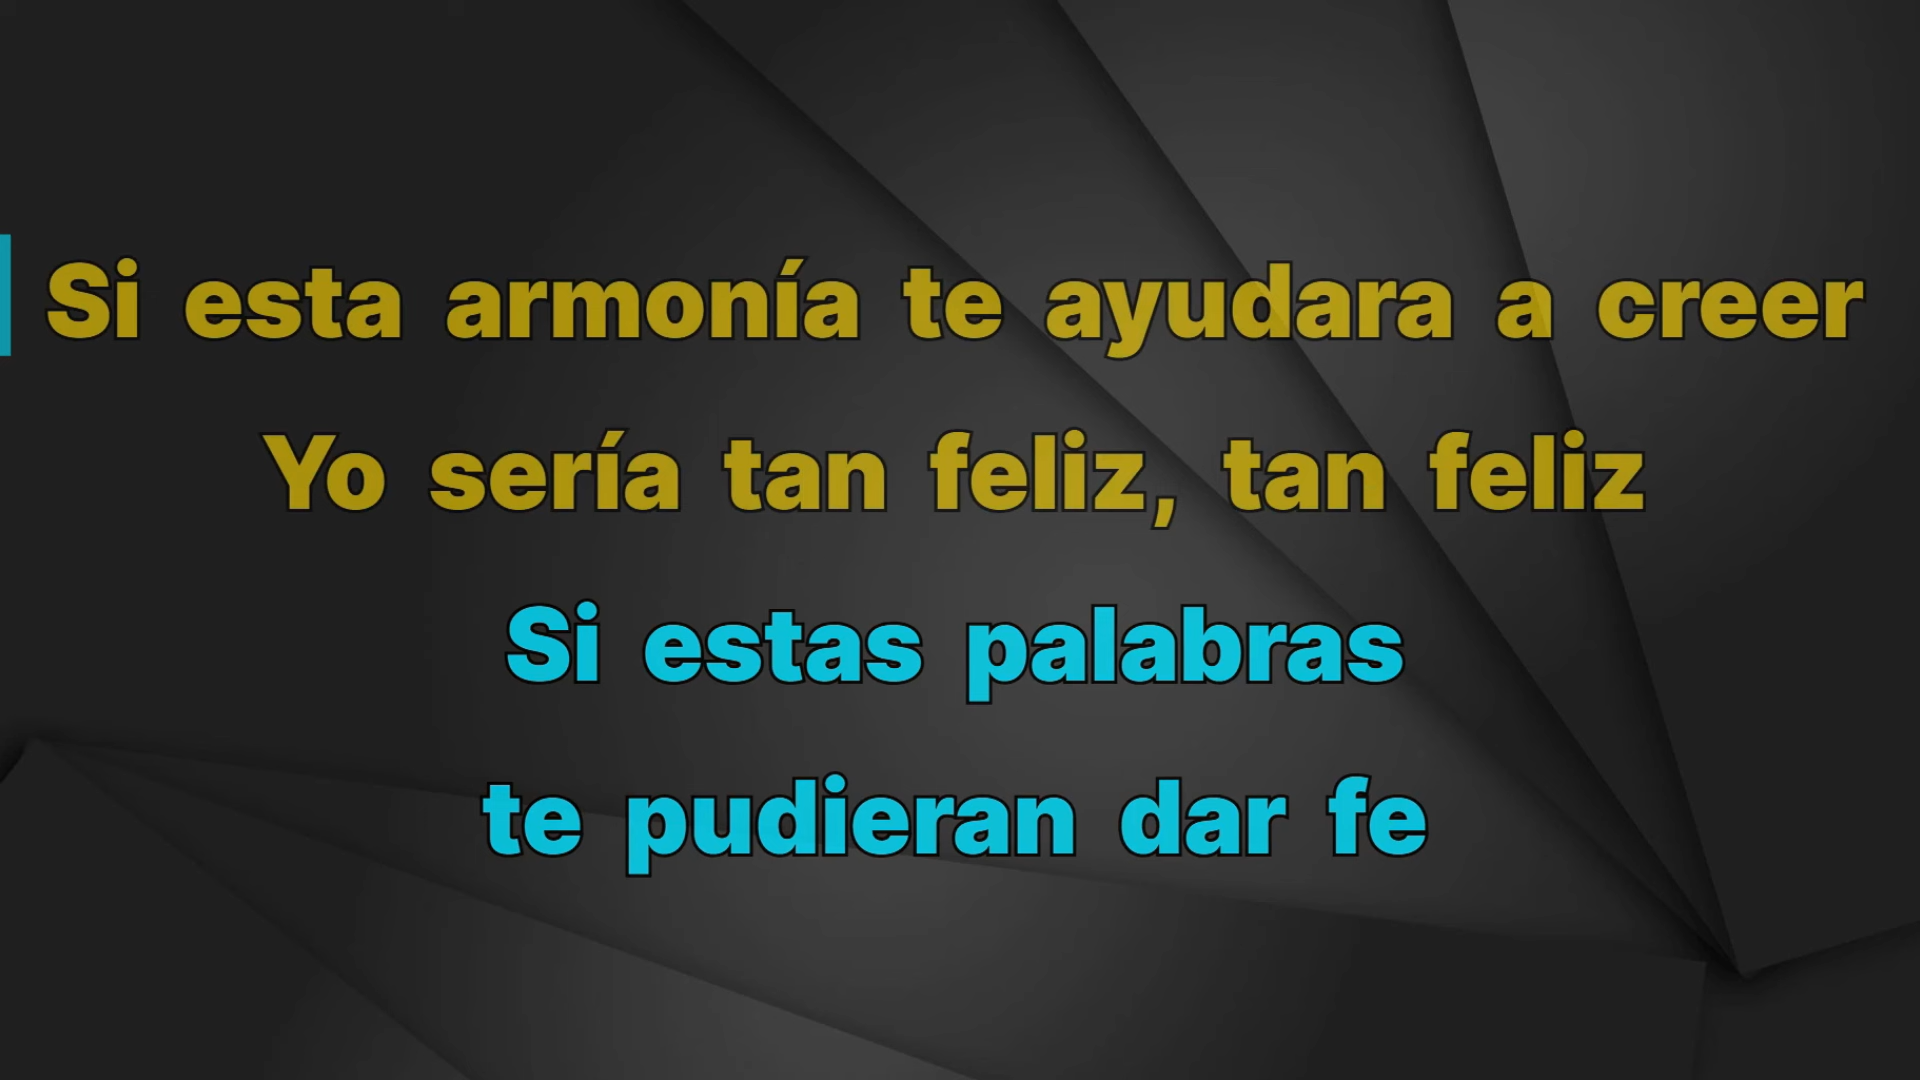 Si esta armonía te ayudara a creer
Yo sería tan feliz, tan feliz
Si estas palabras
te pudieran dar fe